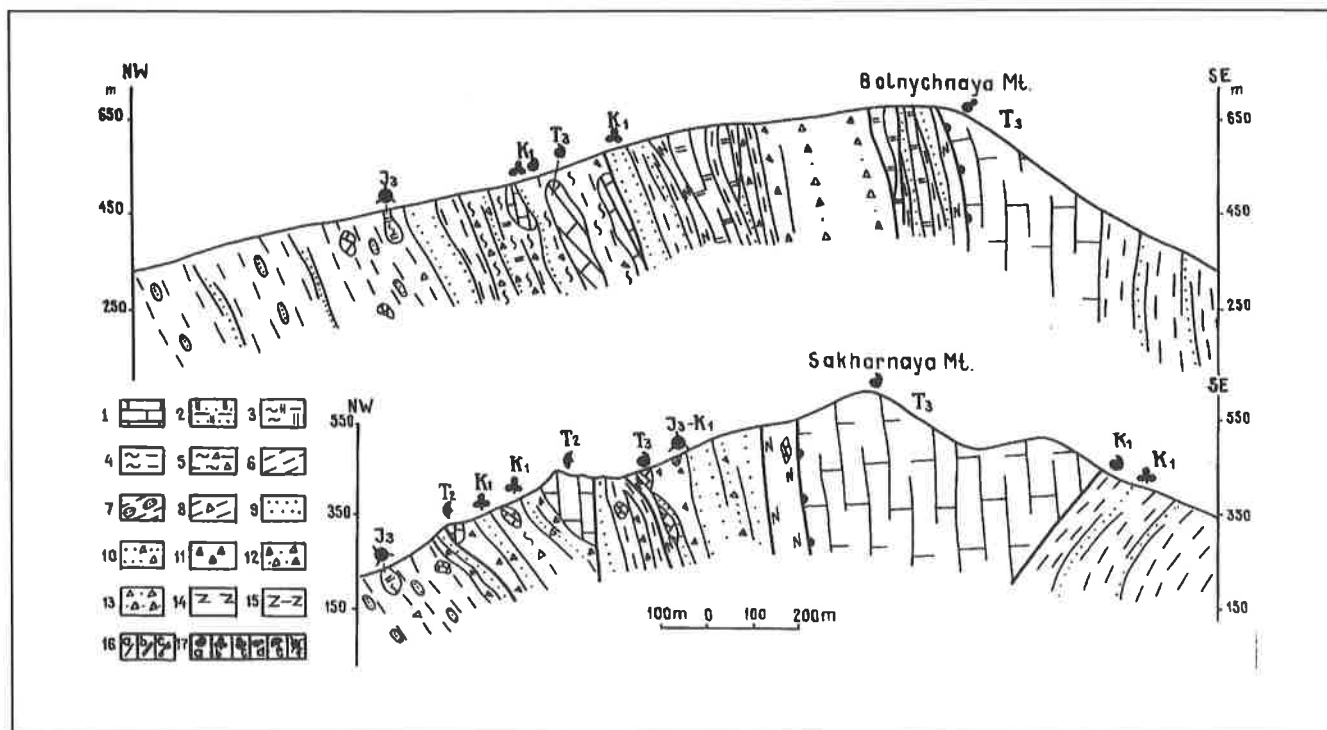 NW
m
650
450
250
J₃
K₁
T₃
K₁
Bolnychnaya Mt.
T₃
SE
m
650
450
250
Sakharnaya Mt.
NW
550
350
150
J₃
T₂
K₁
K₁
T₂
T₃
J₃-K₁
T₃
K₁
K₁
SE
550
350
150
N
N
N
N
1 2 3
4 5 6
7 8 9
10 11 12
13 14 15
16 17
100m 0 100 200m